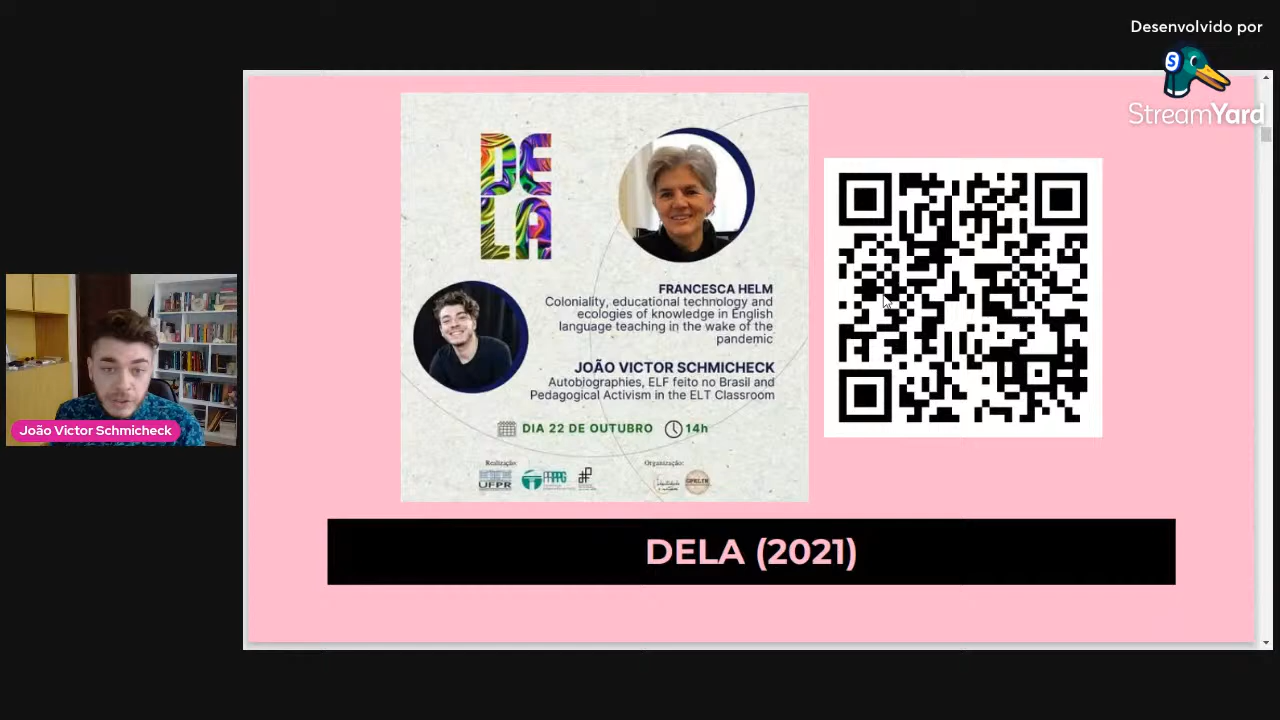 Desenvolvido por
StreamYard
DE
LA
FRANCESCA HELM
Coloniality, educational technology and
ecologies of knowledge in English
language teaching in the wake of the
pandemic
JOÃO VICTOR SCHMICHECK
Autobiographies, ELF feito no Brasil and
Pedagogical Activism in the ELT Classroom
DIA 22 DE OUTUBRO 14h
Realização:
Organização:
UFPR
DELA (2021)
João Victor Schmicheck